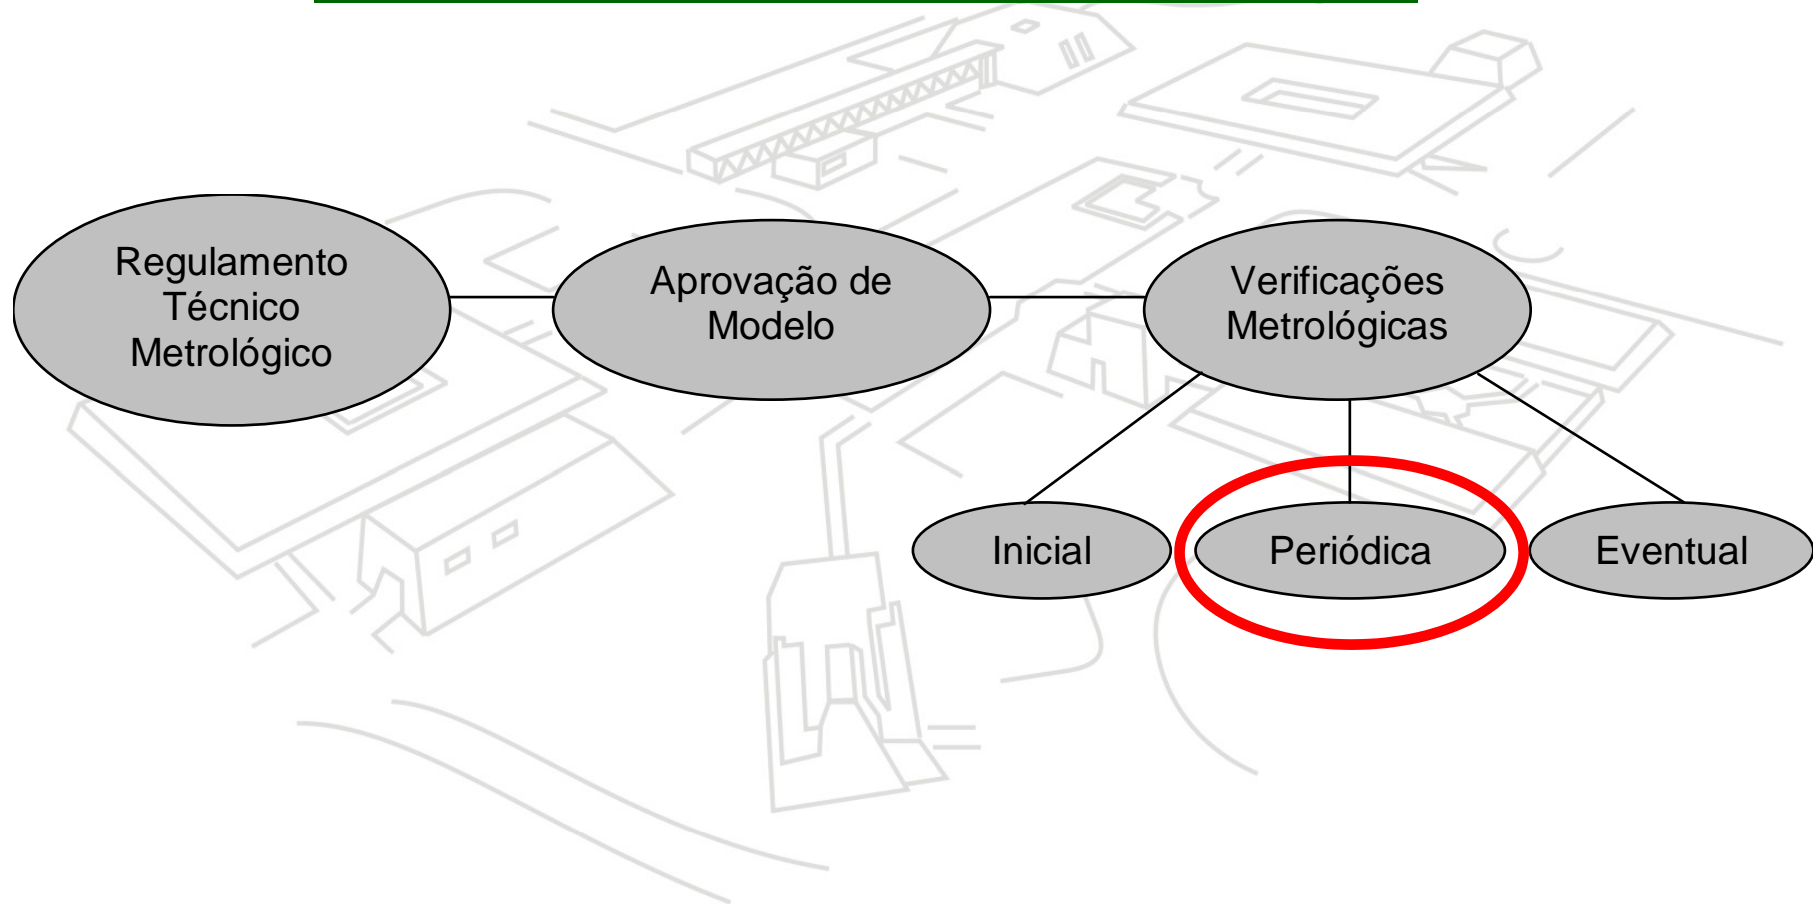 Regulamento
Técnico
Metrológico
Aprovação de
Modelo
Verificações
Metrológicas
Inicial
Periódica
Eventual